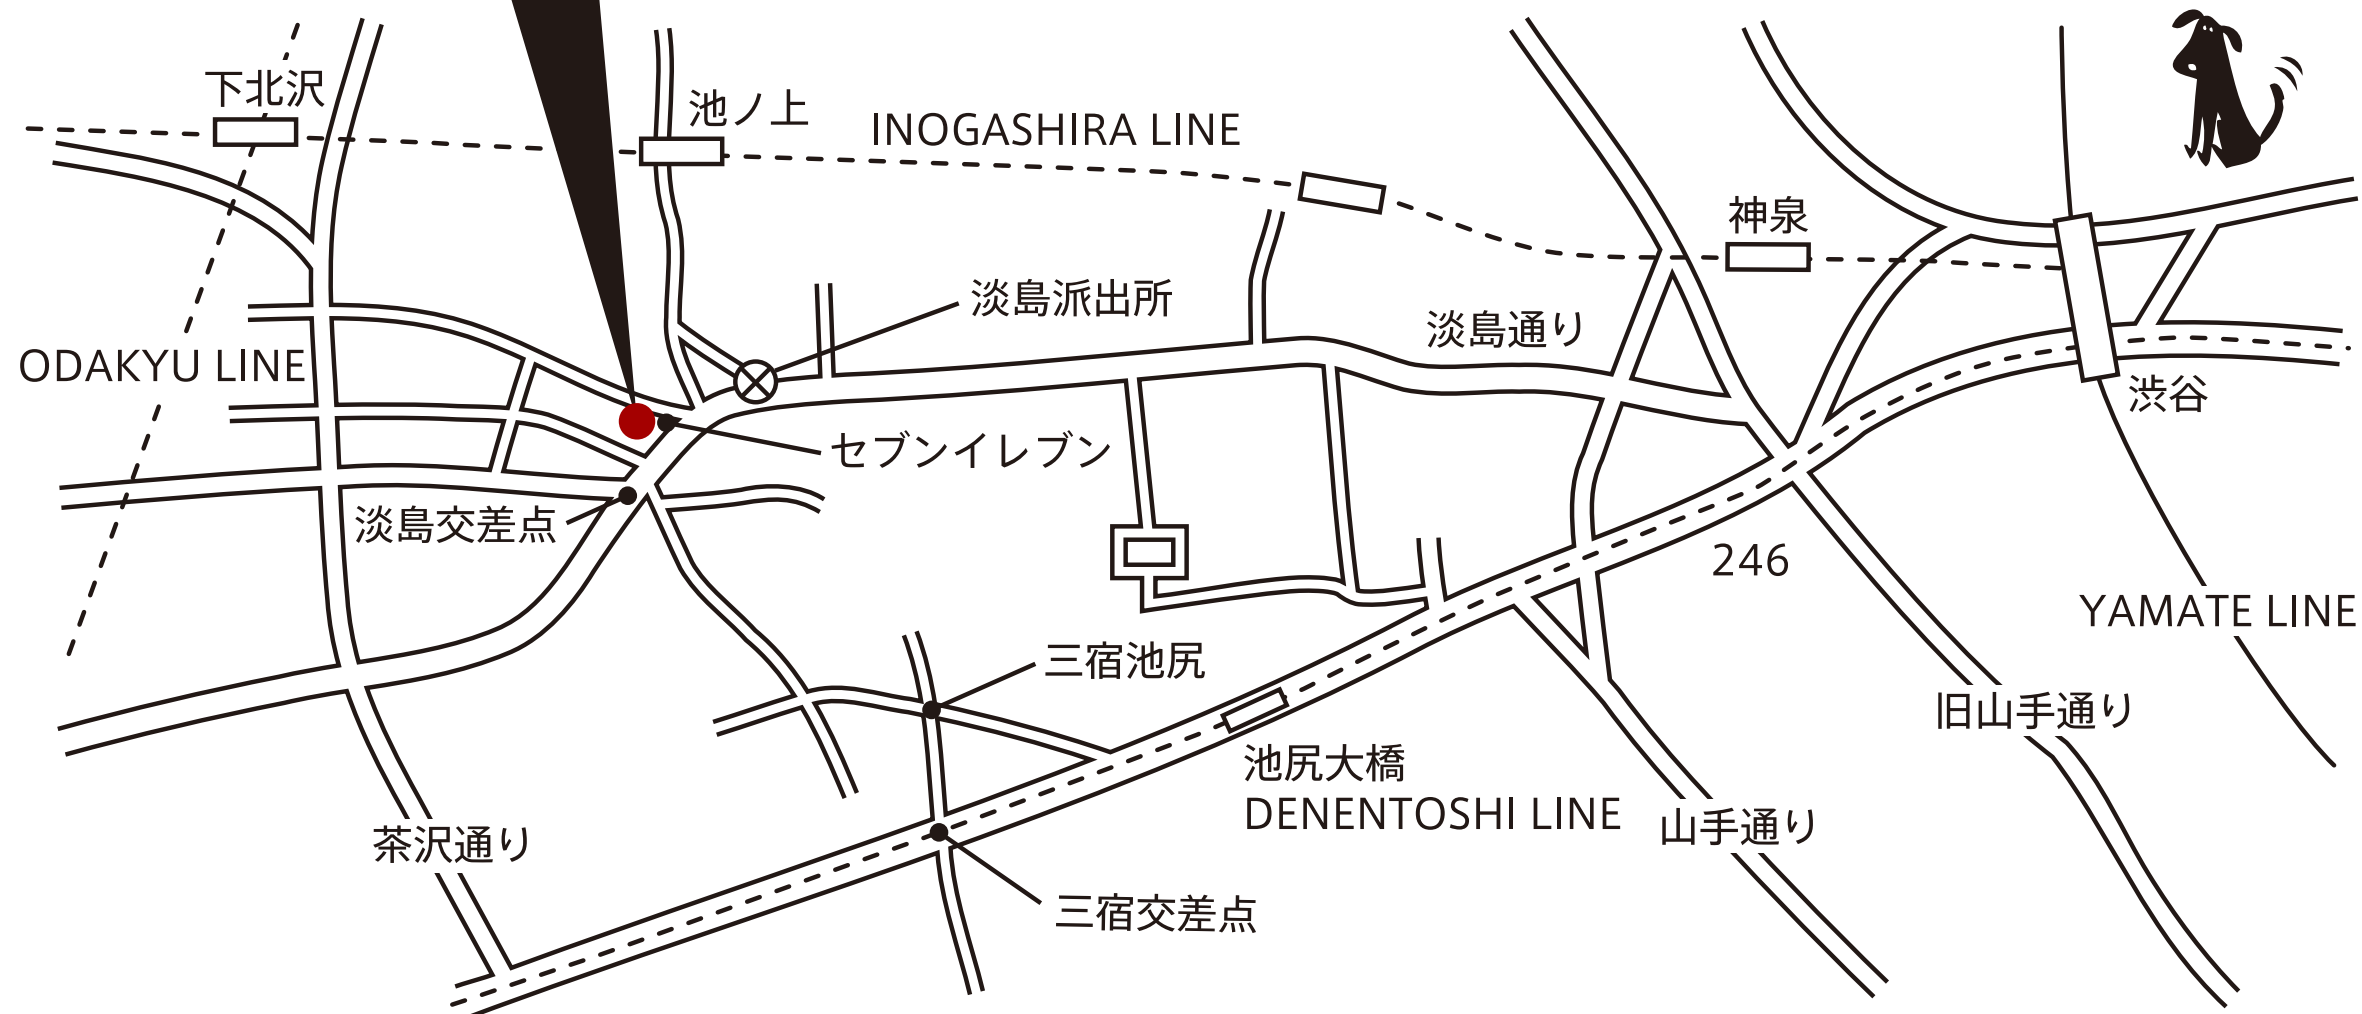 下北沢
池ノ上
INOGASHIRA LINE
神泉
淡島派出所
淡島通り
ODAKYU LINE
渋谷
セブンイレブン
淡島交差点
246
YAMATE LINE
三宿池尻
旧山手通り
池尻大橋
DENENTOSHI LINE
山手通り
茶沢通り
三宿交差点